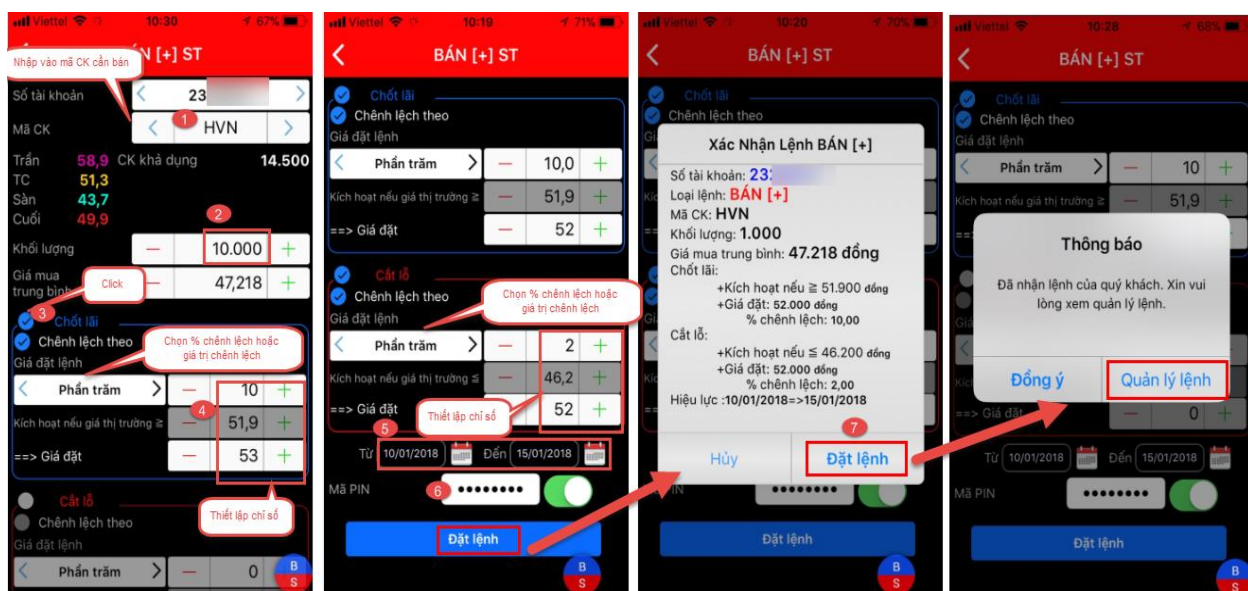 Viettel 10:30 67%
BÁN [+] ST
Nhập vào mã CK cần bán
Số tài khoản 23
Mã CK 1 HVN
Trần 58,9 CK khả dụng 14.500
TC 51,3
Sàn 43,7
Cuối 49,9
2
Khối lượng − 10.000 +
Giá mua
trung bình − 47,218 +
Click
3
Chốt lãi
Chênh lệch theo
Giá đặt lệnh
Chọn % chênh lệch hoặc
giá trị chênh lệch
Phần trăm − 10 +
4
Kích hoạt nếu giá thị trường ≧ − 51,9 +
==> Giá đặt − 53 +
Cắt lỗ
Chênh lệch theo
Thiết lập chỉ số
Giá đặt lệnh
Phần trăm − 0
B
S
Viettel 10:19 71%
BÁN [+] ST
Chốt lãi
Chênh lệch theo
Giá đặt lệnh
Phần trăm − 10,0 +
Kích hoạt nếu giá thị trường ≧ − 51,9 +
==> Giá đặt − 52 +
Cắt lỗ
Chênh lệch theo
Giá đặt lệnh
Chọn % chênh lệch hoặc
giá trị chênh lệch
Phần trăm − 2 +
Kích hoạt nếu giá thị trường ≦ − 46,2 +
==> Giá đặt 52 +
Thiết lập chỉ số
5
Từ 10/01/2018 Đến 15/01/2018
Mã PIN 6 ••••••••
Đặt lệnh
B
S
Viettel 10:20 70%
BÁN [+] ST
Chốt lãi
Chênh lệch theo
Xác Nhận Lệnh BÁN [+]
Số tài khoản: 23
Loại lệnh: BÁN [+]
Mã CK: HVN
Khối lượng: 1.000
Giá mua trung bình: 47.218 đồng
Chốt lãi:
+Kích hoạt nếu ≧ 51.900 đồng
+Giá đặt: 52.000 đồng
% chênh lệch: 10,00
Cắt lỗ:
+Kích hoạt nếu ≦ 46.200 đồng
+Giá đặt: 52.000 đồng
% chênh lệch: 2,00
Hiệu lực :10/01/2018=>15/01/2018
7
Hủy Đặt lệnh
••••••••
Đặt lệnh
B
S
Viettel 10:28 68%
BÁN [+] ST
Chốt lãi
Chênh lệch theo
Giá đặt lệnh
Phần trăm − 10 +
Kích hoạt nếu giá thị trường ≧ − 51,9 +
Thông báo
Đã nhận lệnh của quý khách. Xin vui
lòng xem quản lý lệnh.
Đồng ý Quản lý lệnh
==> Giá đặt − 0 +
Từ 10/01/2018 Đến 15/01/2018
Mã PIN ••••••••
Đặt lệnh
B
S